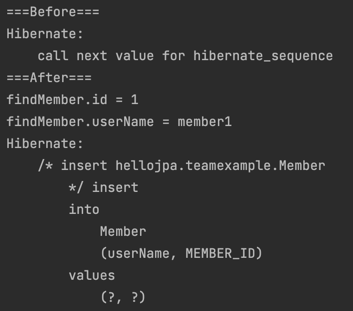 ===Before===
Hibernate:
    call next value for hibernate_sequence
===After===
findMember.id = 1
findMember.userName = member1
Hibernate:
    /* insert hellojpa.teamexample.Member
        */ insert
        into
            Member
            (userName, MEMBER_ID)
        values
            (?, ?)